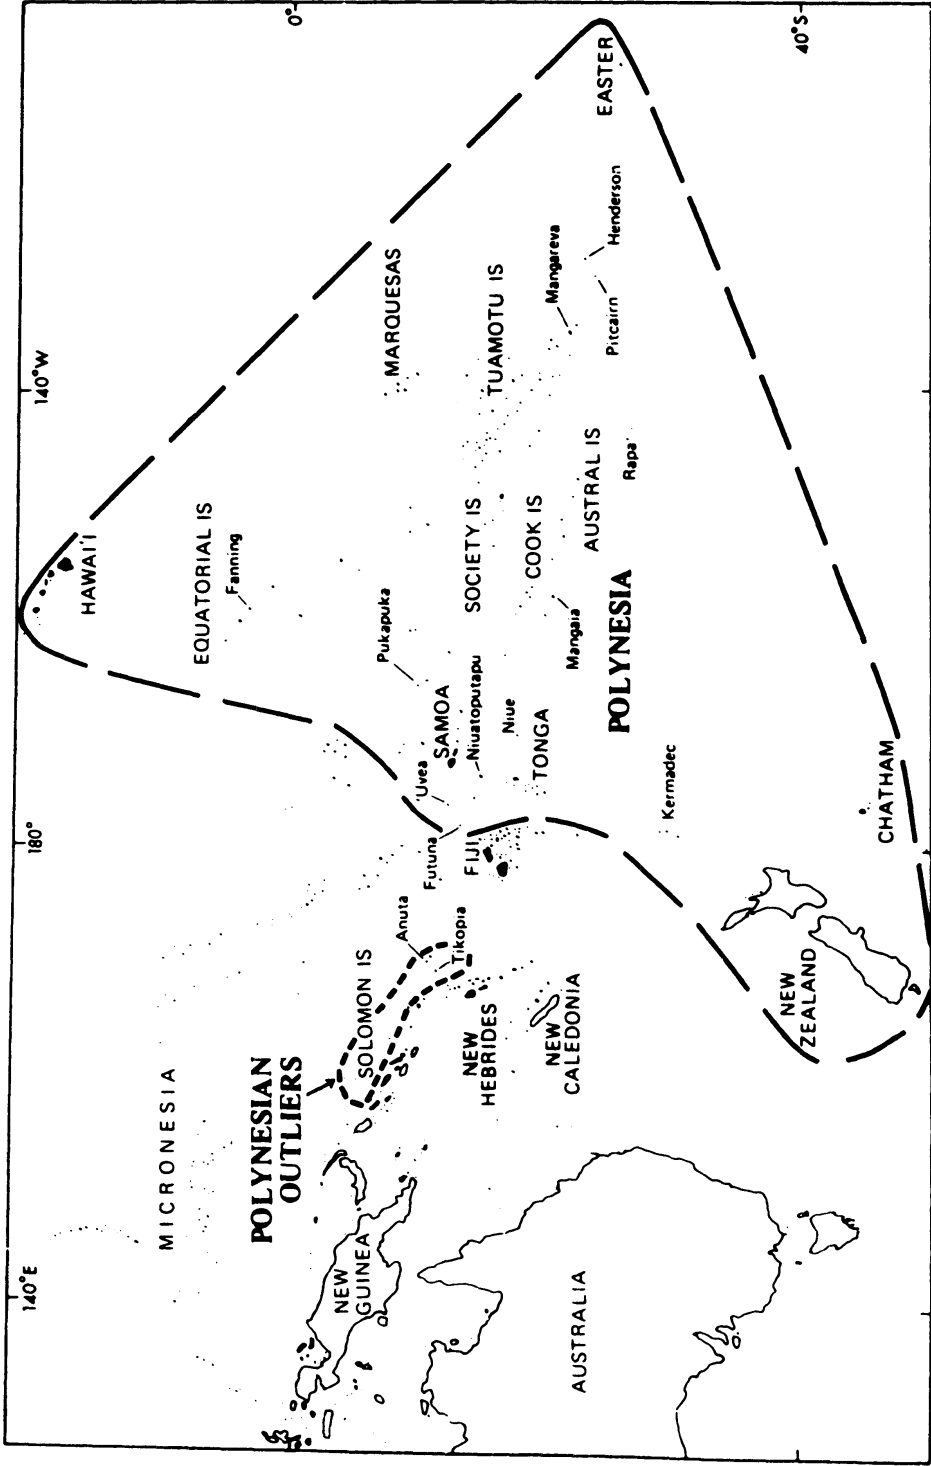 140°E
180°
140°W
0°
40°S
MICRONESIA
POLYNESIAN
OUTLIERS
HAWAI'I
EQUATORIAL IS
Fanning
MARQUESAS
TUAMOTU IS
Mangareva
Henderson
Pitcairn
EASTER
Pukapuka
SOCIETY IS
COOK IS
AUSTRAL IS
Rapa
SAMOA
'Uvea
Niuatoputapu
Niue
Mangaia
TONGA
POLYNESIA
Futuna
FIJI
Anuta
Tikopia
SOLOMON IS
NEW
HEBRIDES
NEW
CALEDONIA
NEW
GUINEA
AUSTRALIA
Kermadec
NEW
ZEALAND
CHATHAM